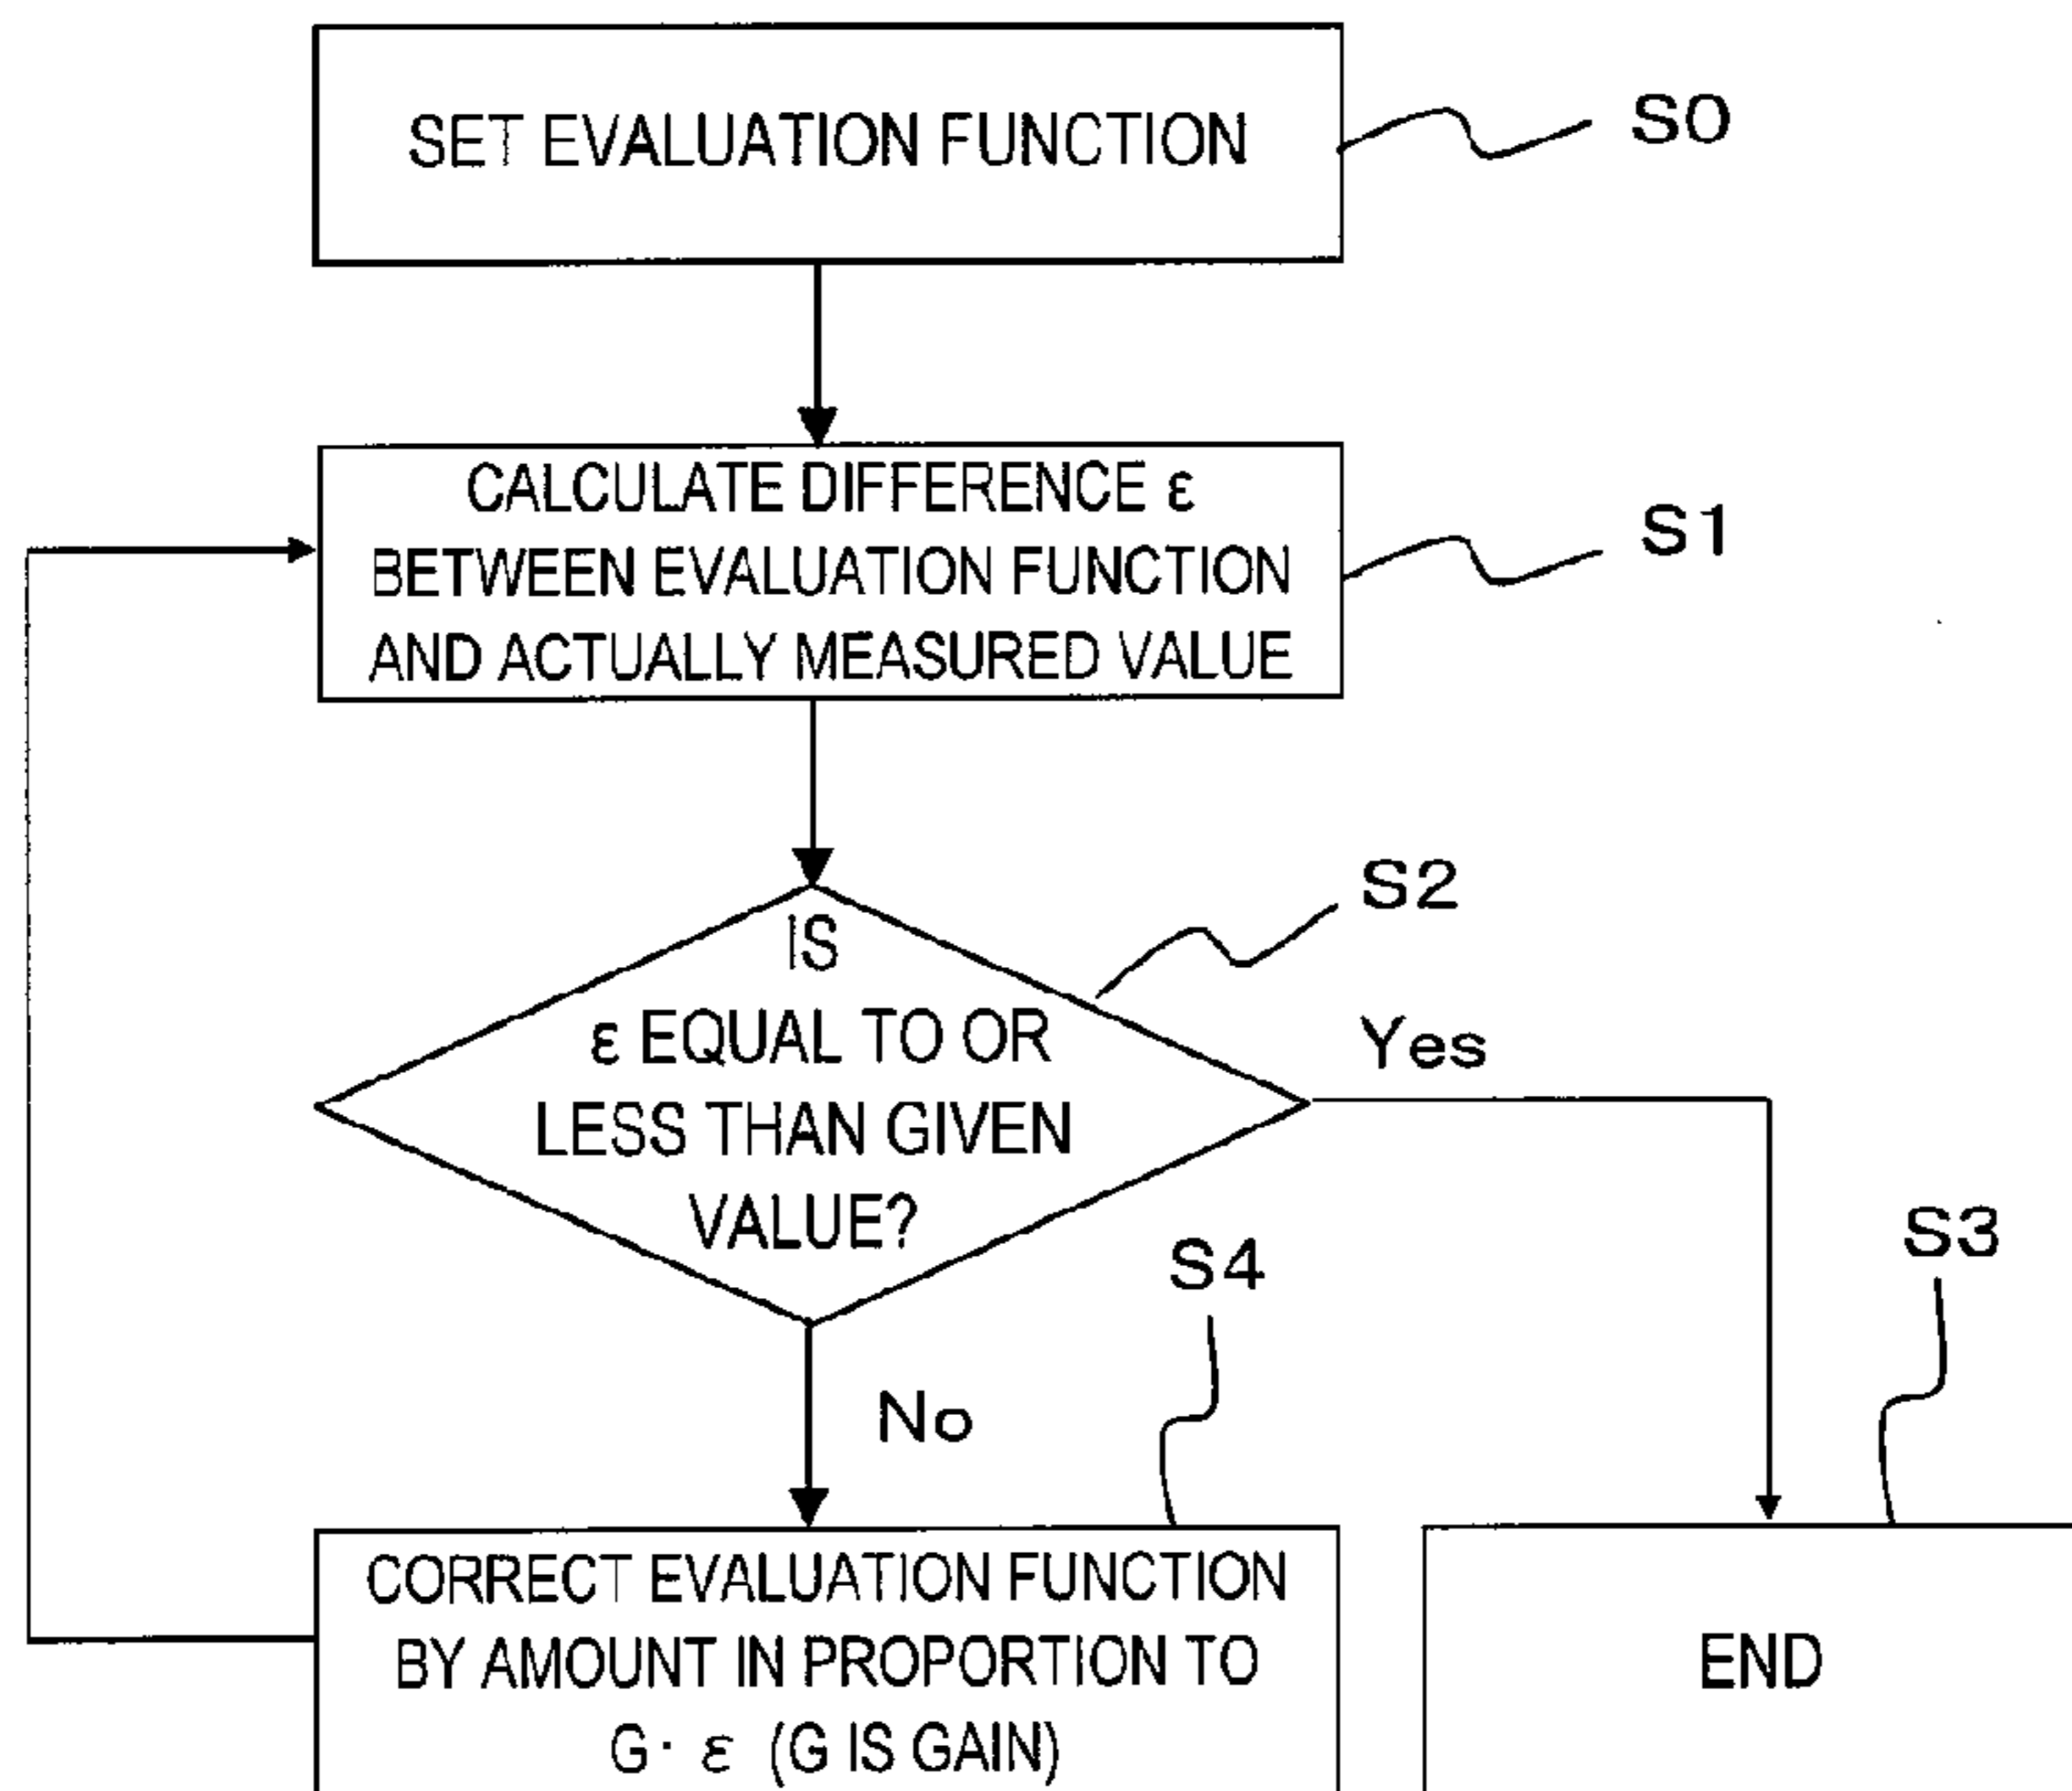 SET EVALUATION FUNCTION
S0
CALCULATE DIFFERENCE ε
BETWEEN EVALUATION FUNCTION
AND ACTUALLY MEASURED VALUE
S1
IS
ε EQUAL TO OR
LESS THAN GIVEN
VALUE?
S2
Yes
No
S4
CORRECT EVALUATION FUNCTION
BY AMOUNT IN PROPORTION TO
G· ε (G IS GAIN)
S3
END